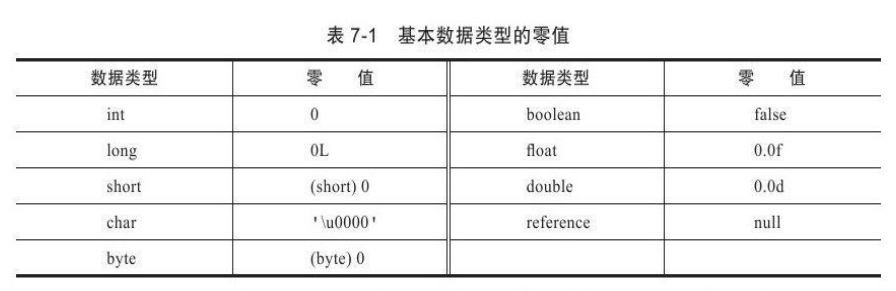 表 7-1 基本数据类型的零值
数据类型 零 值 数据类型 零 值
int 0 boolean false
long 0L float 0.0f
short (short) 0 double 0.0d
char '\u0000' reference null
byte (byte) 0